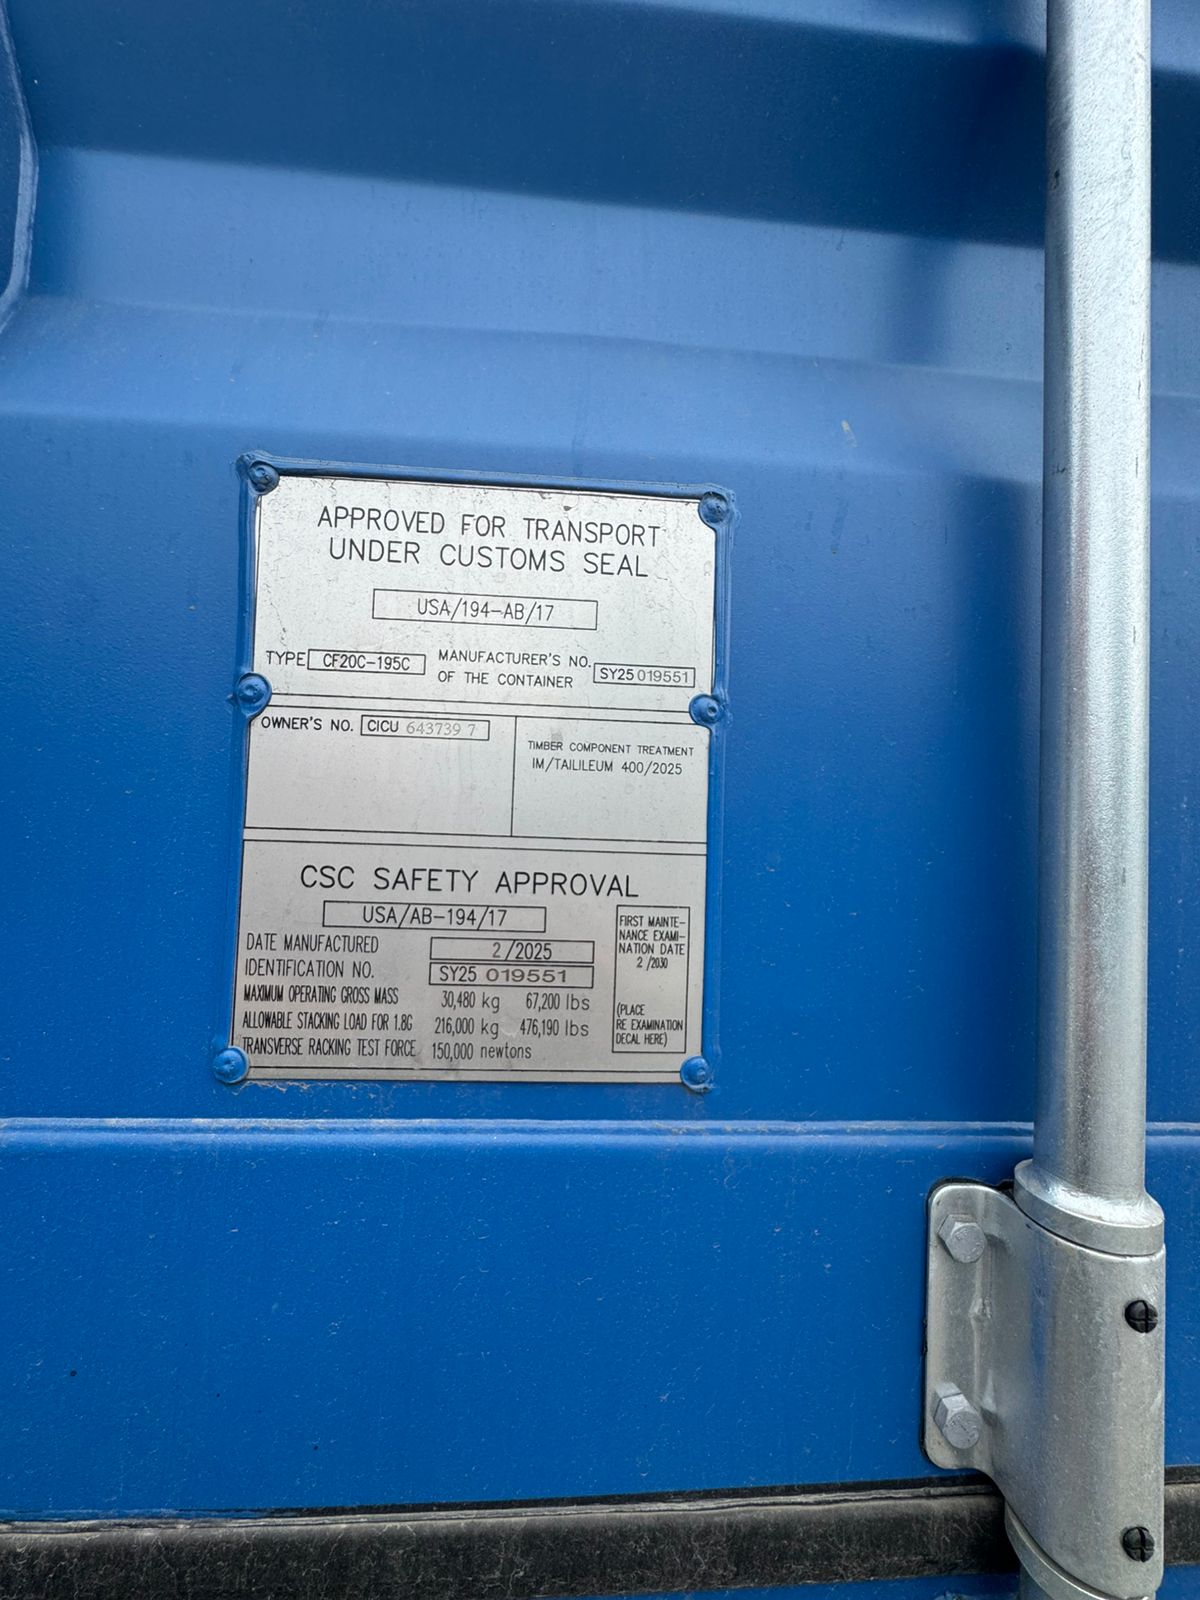 APPROVED FOR TRANSPORT
UNDER CUSTOMS SEAL
USA/194-AB/17
TYPE CF20C-195C MANUFACTURER'S NO. OF THE CONTAINER SY25 019551
OWNER'S NO. CICU 643739 7
TIMBER COMPONENT TREATMENT
IM/TAILILEUM 400/2025
CSC SAFETY APPROVAL
USA/AB-194/17
DATE MANUFACTURED 2/2025
IDENTIFICATION NO. SY25 019551
MAXIMUM OPERATING GROSS MASS 30,480 kg 67,200 lbs
ALLOWABLE STACKING LOAD FOR 1.8G 216,000 kg 476,190 lbs
TRANSVERSE RACKING TEST FORCE 150,000 newtons
FIRST MAINTE-
NANCE EXAMI-
NATION DATE
2 /2030
(PLACE
RE EXAMINATION
DECAL HERE)